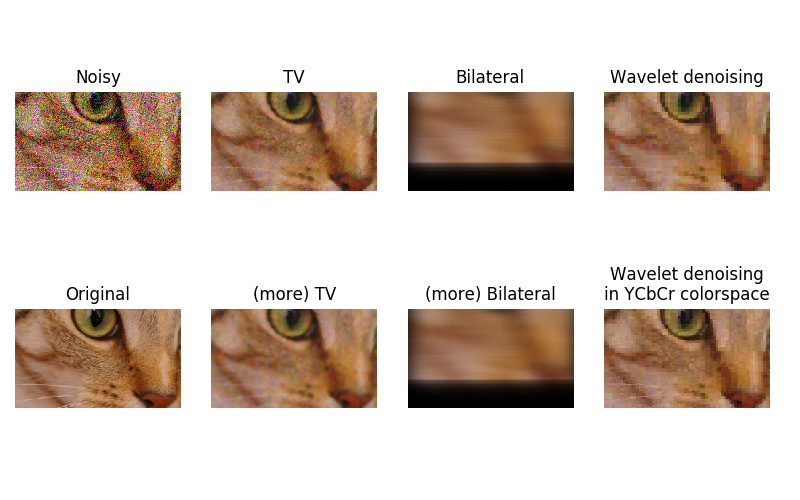 Noisy
TV
Bilateral
Wavelet denoising
Original
(more) TV
(more) Bilateral
Wavelet denoising
in YCbCr colorspace